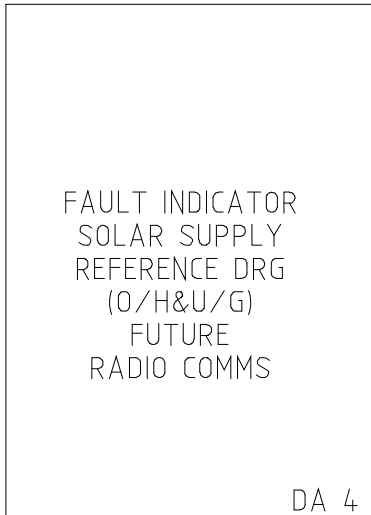 FAULT INDICATOR
SOLAR SUPPLY
REFERENCE DRG
(O/H&U/G)
FUTURE
RADIO COMMS
DA 4